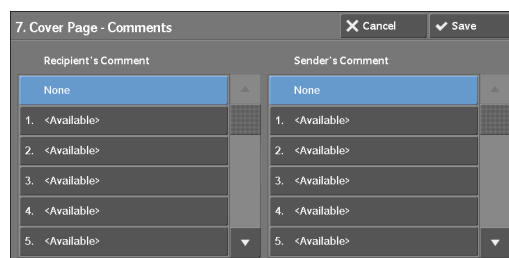 7. Cover Page - Comments
Cancel
Save
Recipient's Comment
Sender's Comment
None
None
1. <Available>
1. <Available>
2. <Available>
2. <Available>
3. <Available>
3. <Available>
4. <Available>
4. <Available>
5. <Available>
5. <Available>